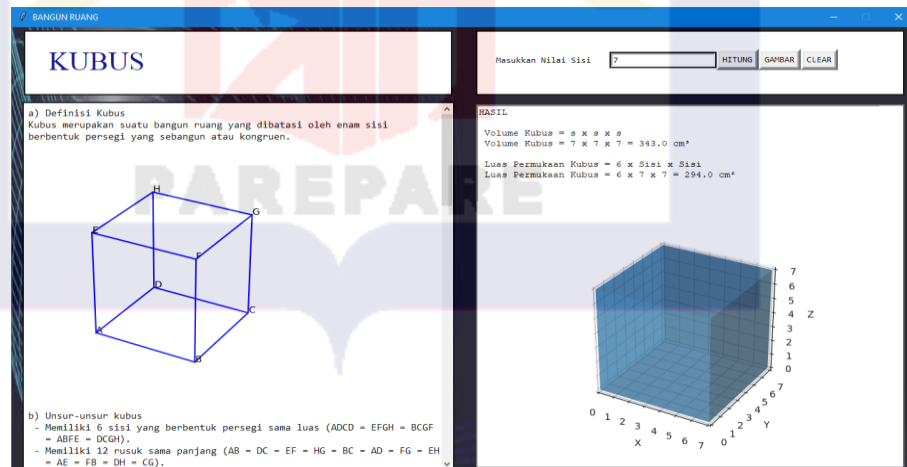 BANGUN RUANG
KUBUS
Masukkan Nilai Sisi
7
HITUNG
GAMBAR
CLEAR
a) Definisi Kubus
Kubus merupakan suatu bangun ruang yang dibatasi oleh enam sisi
berbentuk persegi yang sebangun atau kongruen.
H
G
E
F
D
C
A
B
b) Unsur-unsur kubus
- Memiliki 6 sisi yang berbentuk persegi sama luas (ADCD = EFGH = BCGF
= ABFE = DCGH).
- Memiliki 12 rusuk sama panjang (AB = DC = EF = HG = BC = AD = FG = EH
= AE = FB = DH = CG).
HASIL
Volume Kubus = s x s x s
Volume Kubus = 7 x 7 x 7 = 343.0 cm³
Luas Permukaan Kubus = 6 x Sisi x Sisi
Luas Permukaan Kubus = 6 x 7 x 7 = 294.0 cm²
7
6
5
4 Z
3
2
1
0
0 1 2 3 4 5 6 7
X
0 1 2 3 4 5 6 7
Y
PAREPARE